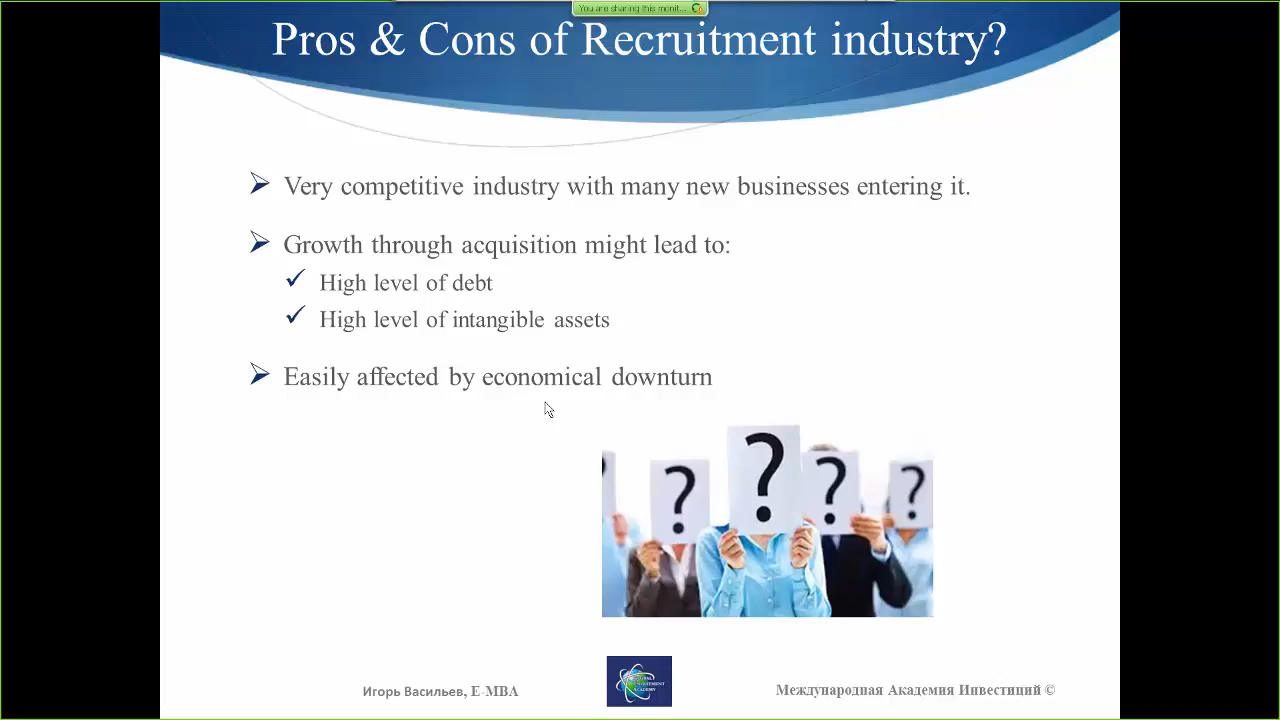 You are sharing this monit...
Pros & Cons of Recruitment industry?
Very competitive industry with many new businesses entering it.
Growth through acquisition might lead to:
High level of debt
High level of intangible assets
Easily affected by economical downturn
?
?
?
?
Игорь Васильев, E-MBA
Международная Академия Инвестиций ©